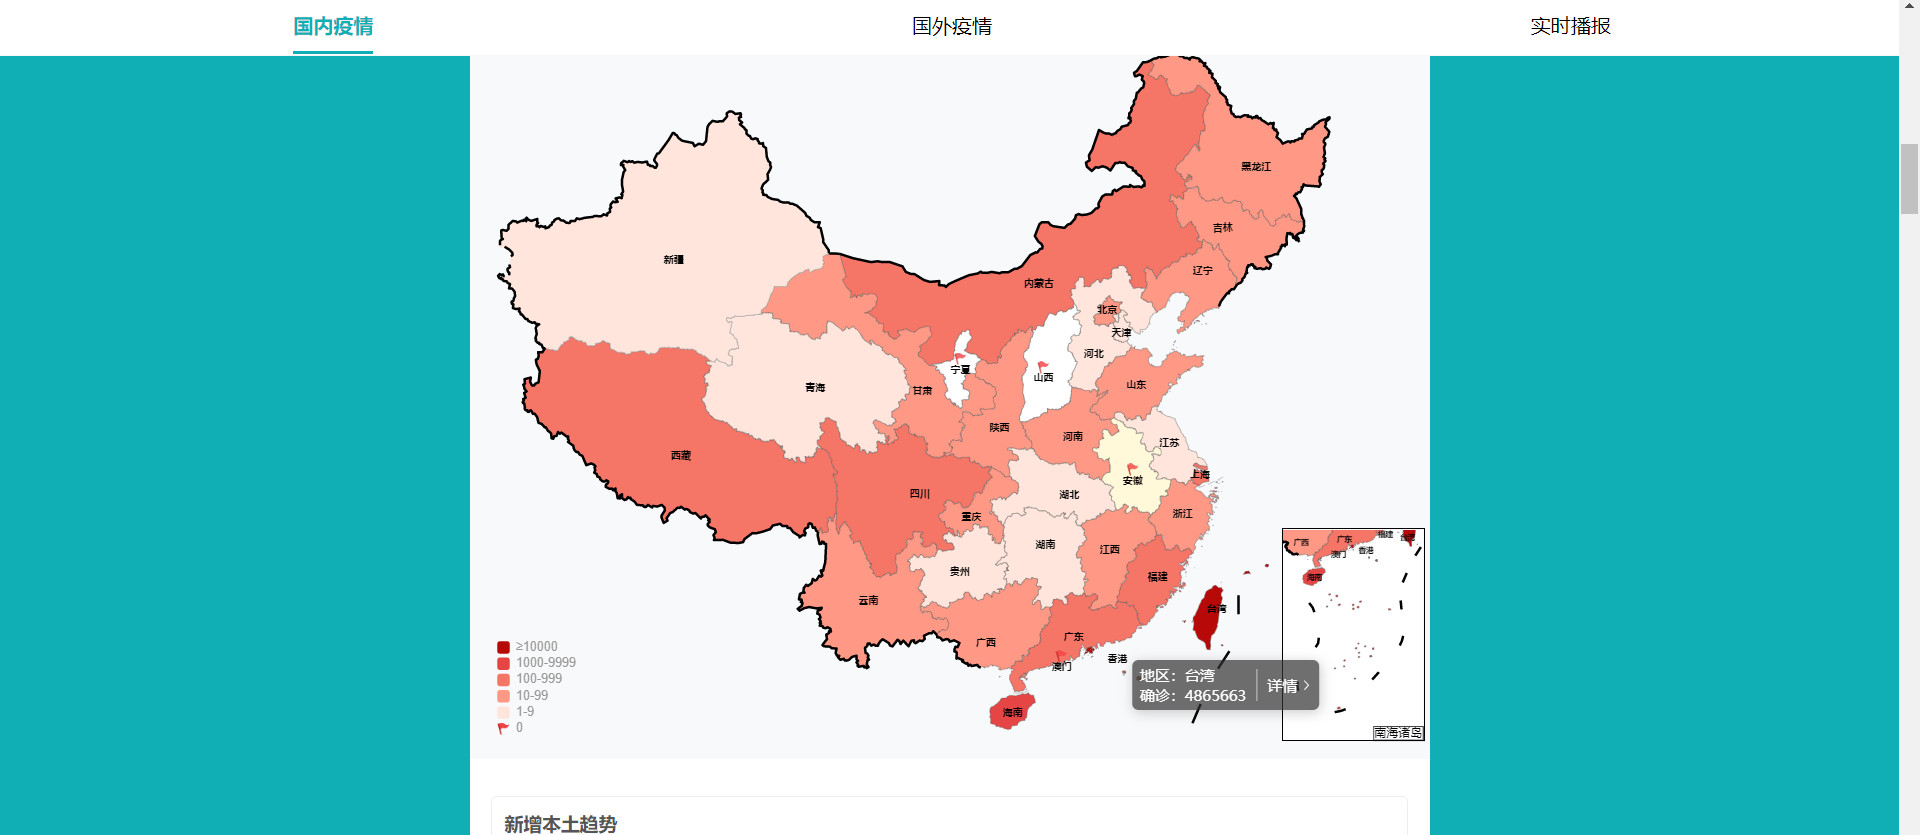 国内疫情
国外疫情
实时播报
黑龙江
吉林
辽宁
新疆
内蒙古
北京
天津
河北
宁夏
山西
青海
甘肃
山东
陕西
河南
江苏
西藏
上海
安徽
四川
湖北
重庆
浙江
湖南
江西
贵州
福建
云南
台湾
广东
广西
香港
澳门
海南
≥10000
1000-9999
100-999
10-99
1-9
0
地区：台湾
确诊：4865663
详情
广西
广东
福建
台湾
澳门
香港
海南
南海诸岛
新增本土趋势